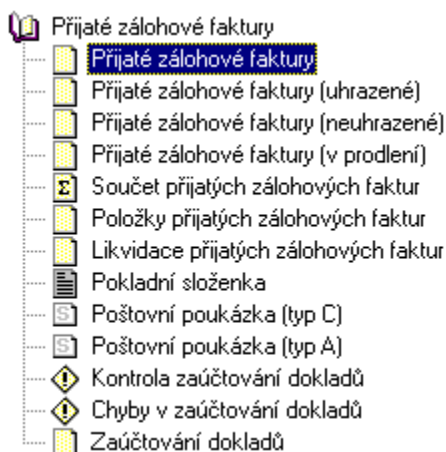 Přijaté zálohové faktury
Přijaté zálohové faktury
Přijaté zálohové faktury (uhrazené)
Přijaté zálohové faktury (neuhrazené)
Přijaté zálohové faktury (v prodlení)
Σ Součet přijatých zálohových faktur
Položky přijatých zálohových faktur
Likvidace přijatých zálohových faktur
Pokladní složenka
S Poštovní poukázka (typ C)
S Poštovní poukázka (typ A)
! Kontrola zaúčtování dokladů
! Chyby v zaúčtování dokladů
Zaúčtování dokladů